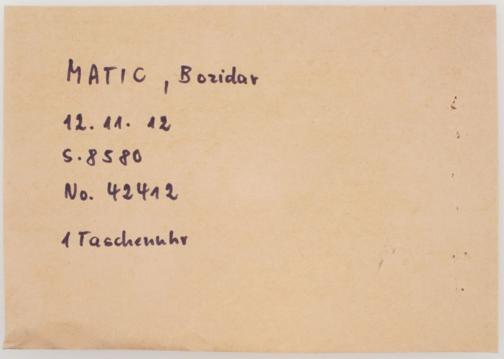 MATIC, Bozidar
12.11.12
S.8580
No. 42412
1 Taschenuhr